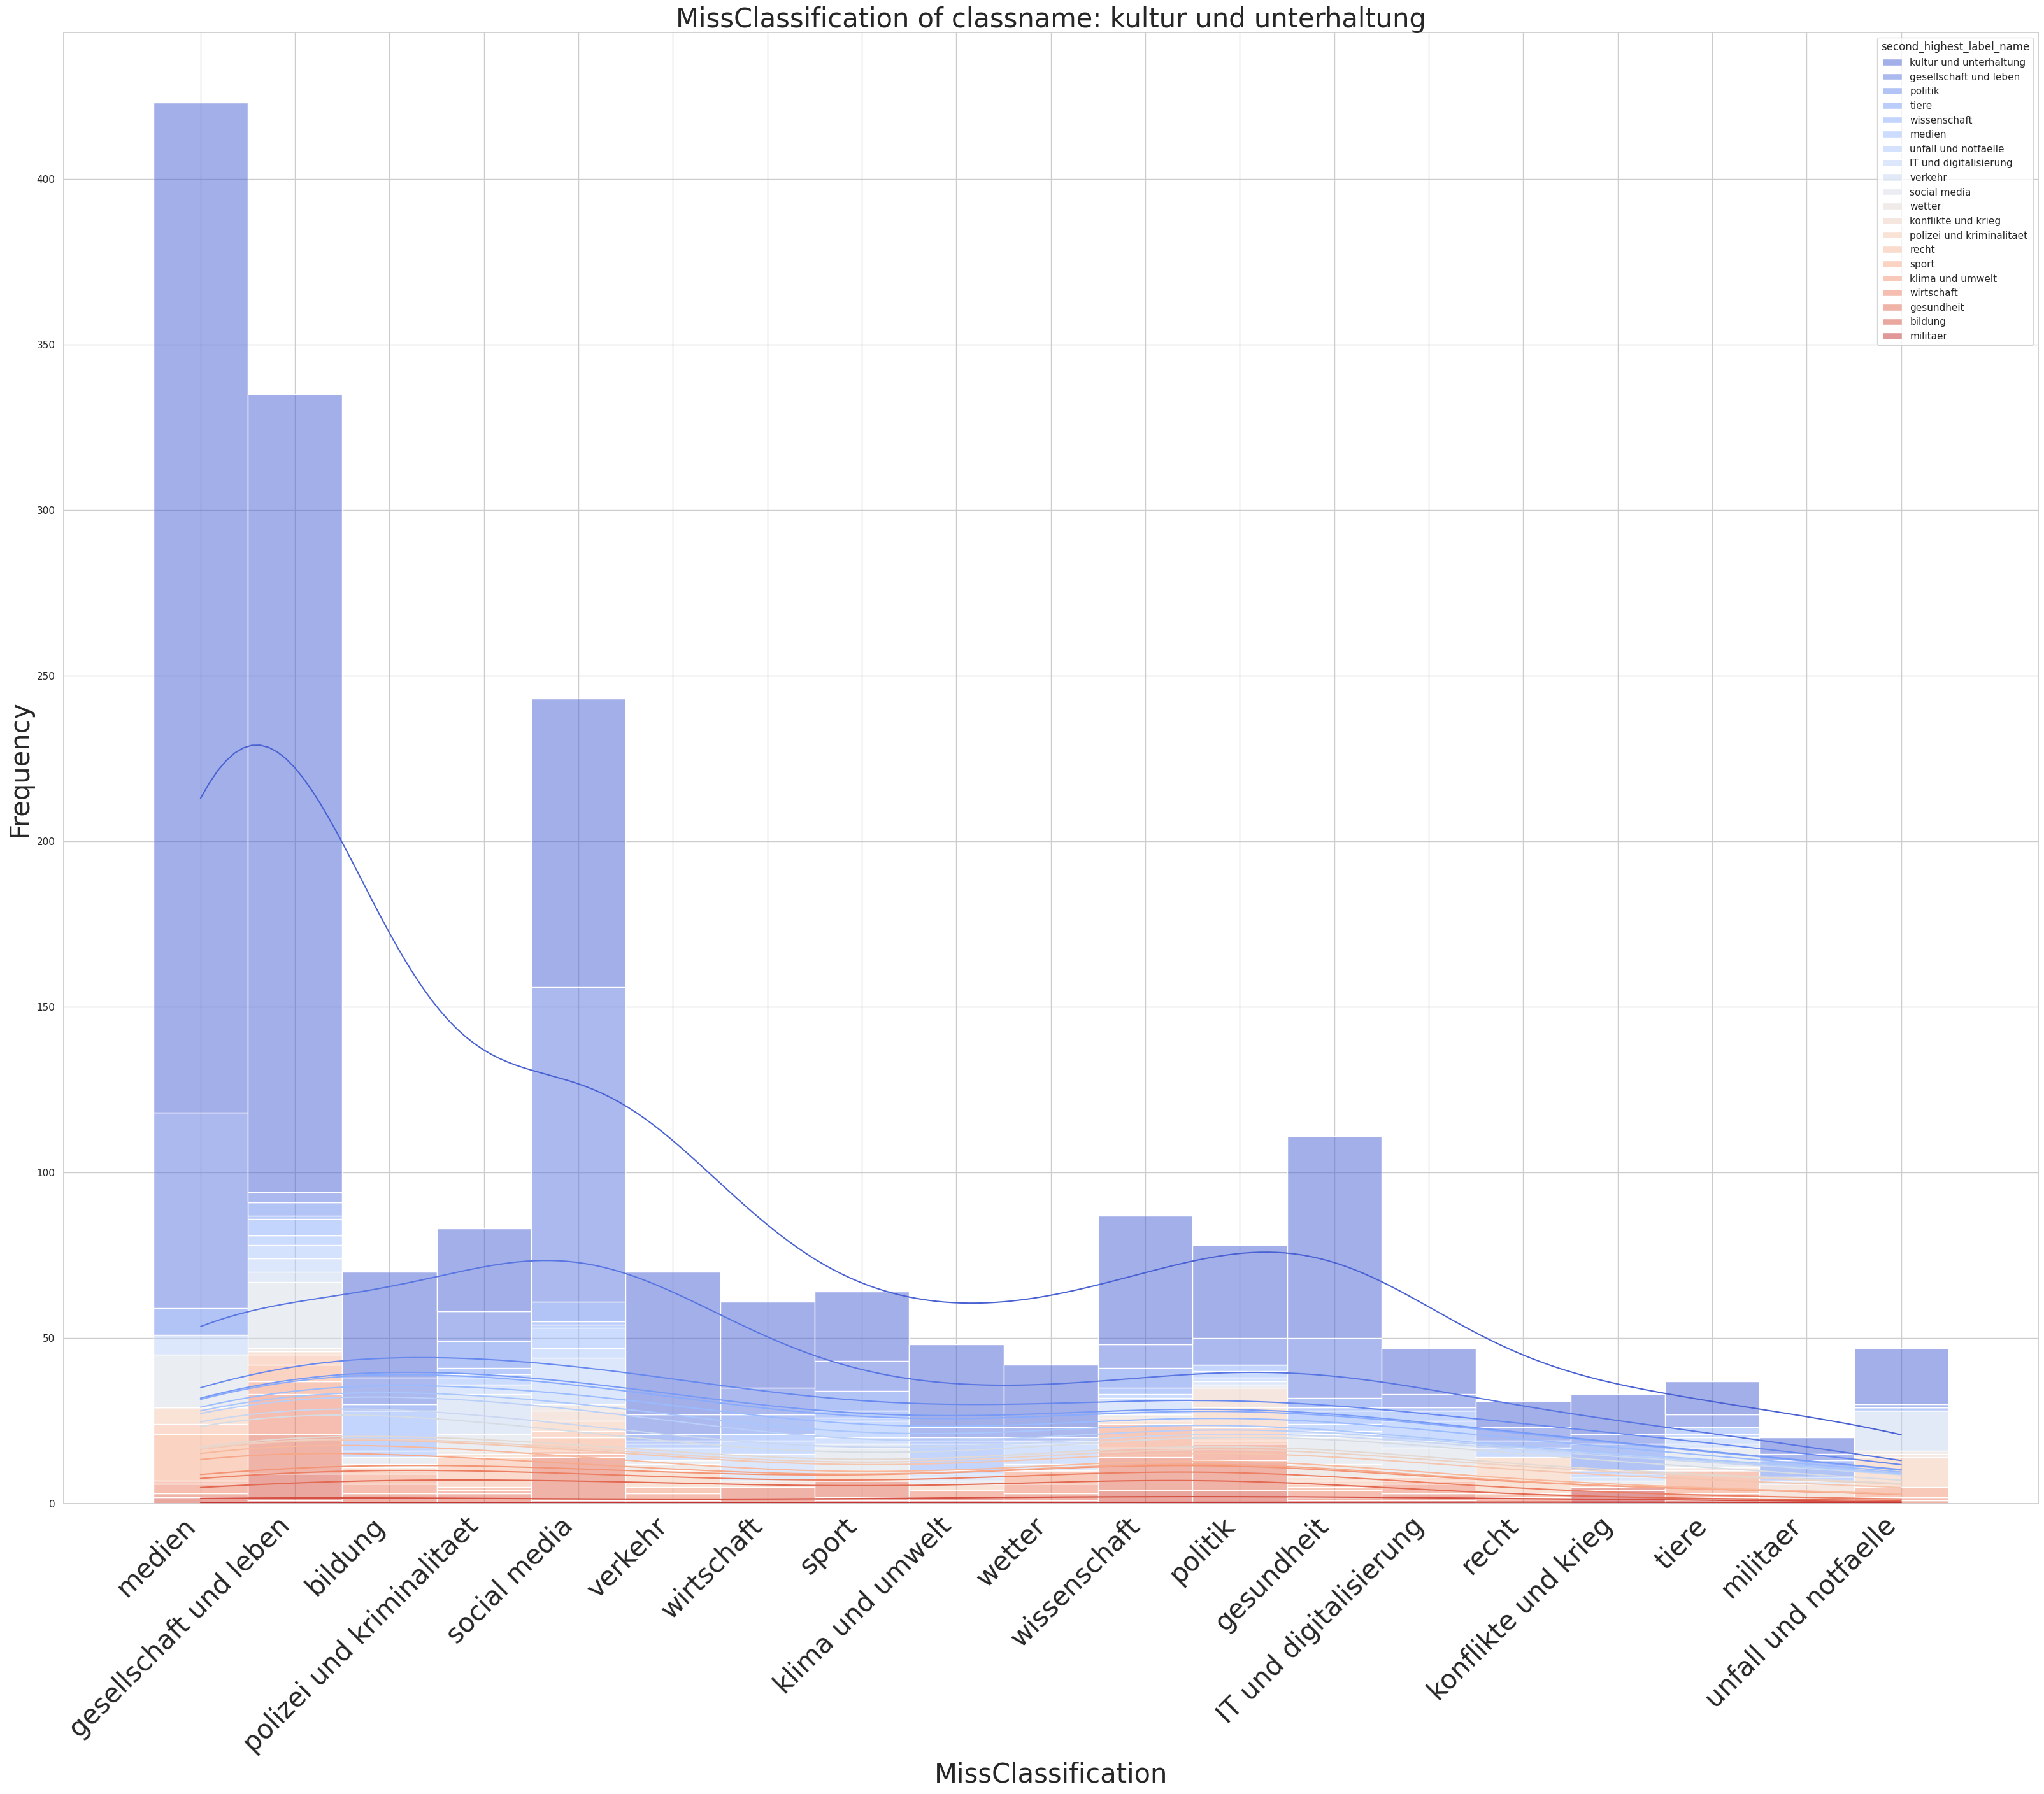 MissClassification of classname: kultur und unterhaltung
second_highest_label_name
kultur und unterhaltung
gesellschaft und leben
politik
tiere
wissenschaft
medien
unfall und notfaelle
IT und digitalisierung
verkehr
social media
wetter
konflikte und krieg
polizei und kriminalitaet
recht
sport
klima und umwelt
wirtschaft
gesundheit
bildung
militaer
Frequency
400
350
300
250
200
150
100
50
0
medien
gesellschaft und leben
bildung
polizei und kriminalitaet
social media
verkehr
wirtschaft
sport
klima und umwelt
wetter
wissenschaft
politik
gesundheit
IT und digitalisierung
recht
konflikte und krieg
tiere
militaer
unfall und notfaelle
MissClassification